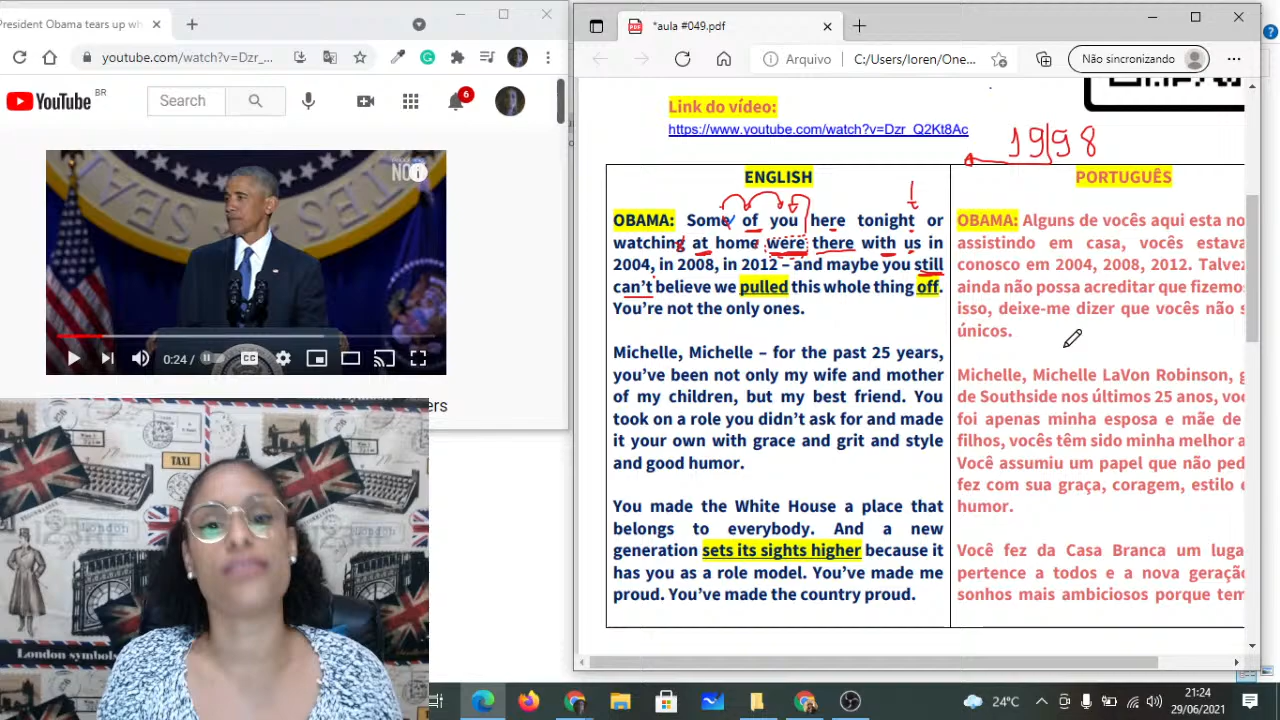 President Obama tears up wh
youtube.com/watch?v=Dzr_...
YouTube BR
Search
6
0:24
ers
TAXI
London
London symbols
*aula #049.pdf
Arquivo
C:/Users/loren/One...
Não sincronizando
Link do vídeo:
https://www.youtube.com/watch?v=Dzr_Q2Kt8Ac
19 98
ENGLISH
OBAMA: Some of you here tonight or
watching at home were there with us in
2004, in 2008, in 2012 – and maybe you still
can't believe we pulled this whole thing off.
You're not the only ones.
Michelle, Michelle – for the past 25 years,
you've been not only my wife and mother
of my children, but my best friend. You
took on a role you didn't ask for and made
it your own with grace and grit and style
and good humor.
You made the White House a place that
belongs to everybody. And a new
generation sets its sights higher because it
has you as a role model. You've made me
proud. You've made the country proud.
PORTUGUÊS
OBAMA: Alguns de vocês aqui esta no
assistindo em casa, vocês estava
conosco em 2004, 2008, 2012. Talvez
ainda não possa acreditar que fizemo
isso, deixe-me dizer que vocês não s
únicos.
Michelle, Michelle LaVon Robinson, g
de Southside nos últimos 25 anos, voc
foi apenas minha esposa e mãe de
filhos, vocês têm sido minha melhor a
Você assumiu um papel que não ped
fez com sua graça, coragem, estilo e
humor.
Você fez da Casa Branca um luga
pertence a todos e a nova geração
sonhos mais ambiciosos porque tem
24°C
21:24
29/06/2021